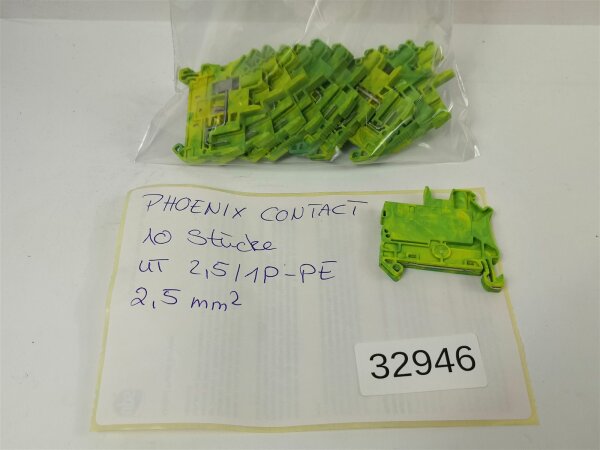 PHOENIX CONTACT
10 Stücke
UT 2,5/1P-PE
2,5 mm²
32946